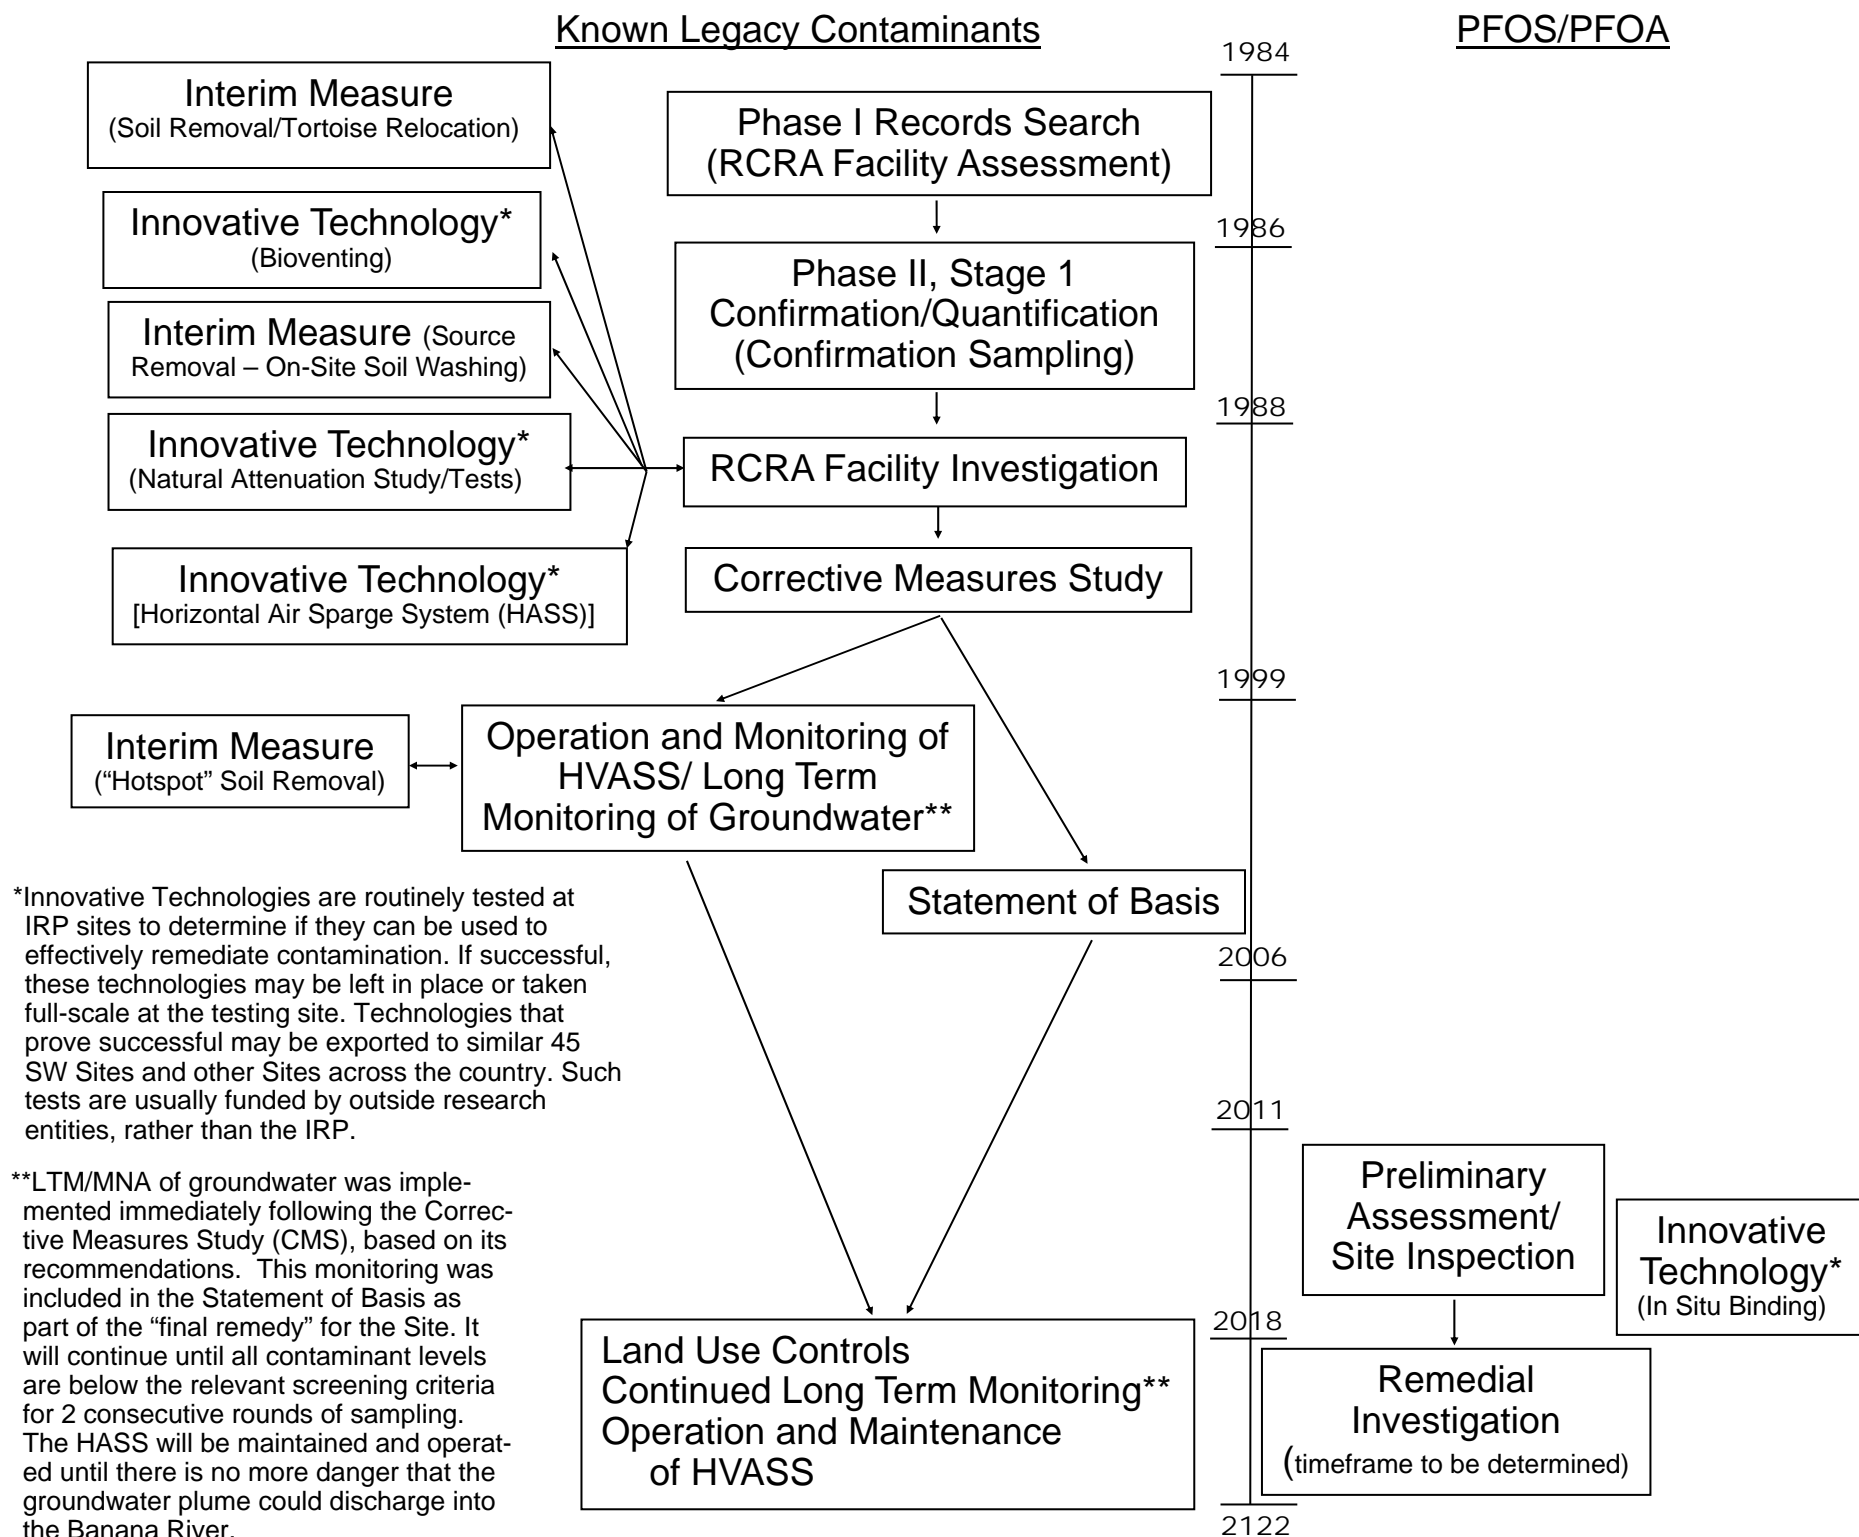 Known Legacy Contaminants
PFOS/PFOA
1984
Interim Measure
(Soil Removal/Tortoise Relocation)
Phase I Records Search
(RCRA Facility Assessment)
Innovative Technology*
(Bioventing)
1986
Phase II, Stage 1
Confirmation/Quantification
(Confirmation Sampling)
Interim Measure (Source
Removal – On-Site Soil Washing)
1988
Innovative Technology*
(Natural Attenuation Study/Tests)
RCRA Facility Investigation
Innovative Technology*
[Horizontal Air Sparge System (HASS)]
Corrective Measures Study
1999
Interim Measure
(“Hotspot” Soil Removal)
Operation and Monitoring of
HVASS/ Long Term
Monitoring of Groundwater**
Statement of Basis
2006
*Innovative Technologies are routinely tested at
IRP sites to determine if they can be used to
effectively remediate contamination. If successful,
these technologies may be left in place or taken
full-scale at the testing site. Technologies that
prove successful may be exported to similar 45
SW Sites and other Sites across the country. Such
tests are usually funded by outside research
entities, rather than the IRP.
2011
Preliminary
Assessment/
Site Inspection
Innovative
Technology*
(In Situ Binding)
**LTM/MNA of groundwater was imple-
mented immediately following the Correc-
tive Measures Study (CMS), based on its
recommendations.  This monitoring was
included in the Statement of Basis as
part of the “final remedy” for the Site. It
will continue until all contaminant levels
are below the relevant screening criteria
for 2 consecutive rounds of sampling.
The HASS will be maintained and operat-
ed until there is no more danger that the
groundwater plume could discharge into
the Banana River.
2018
Land Use Controls
Continued Long Term Monitoring**
Operation and Maintenance
of HVASS
Remedial
Investigation
(timeframe to be determined)
2122